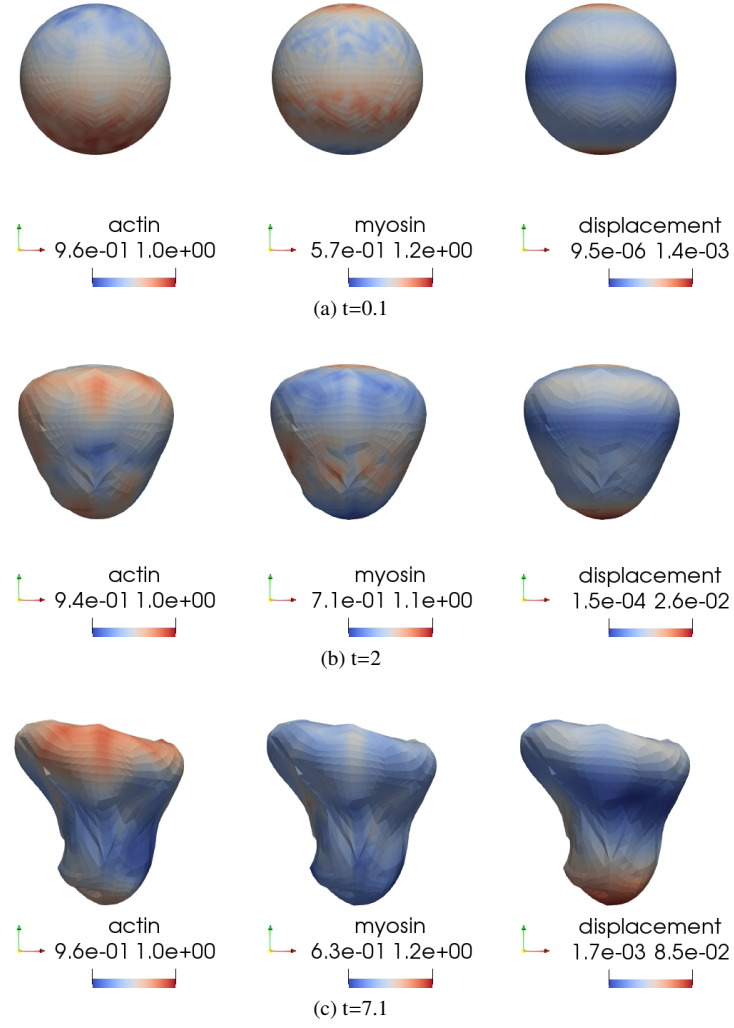 actin myosin displacement
9.6e-01 1.0e+00 5.7e-01 1.2e+00 9.5e-06 1.4e-03
(a) t=0.1
actin myosin displacement
9.4e-01 1.0e+00 7.1e-01 1.1e+00 1.5e-04 2.6e-02
(b) t=2
actin myosin displacement
9.6e-01 1.0e+00 6.3e-01 1.2e+00 1.7e-03 8.5e-02
(c) t=7.1